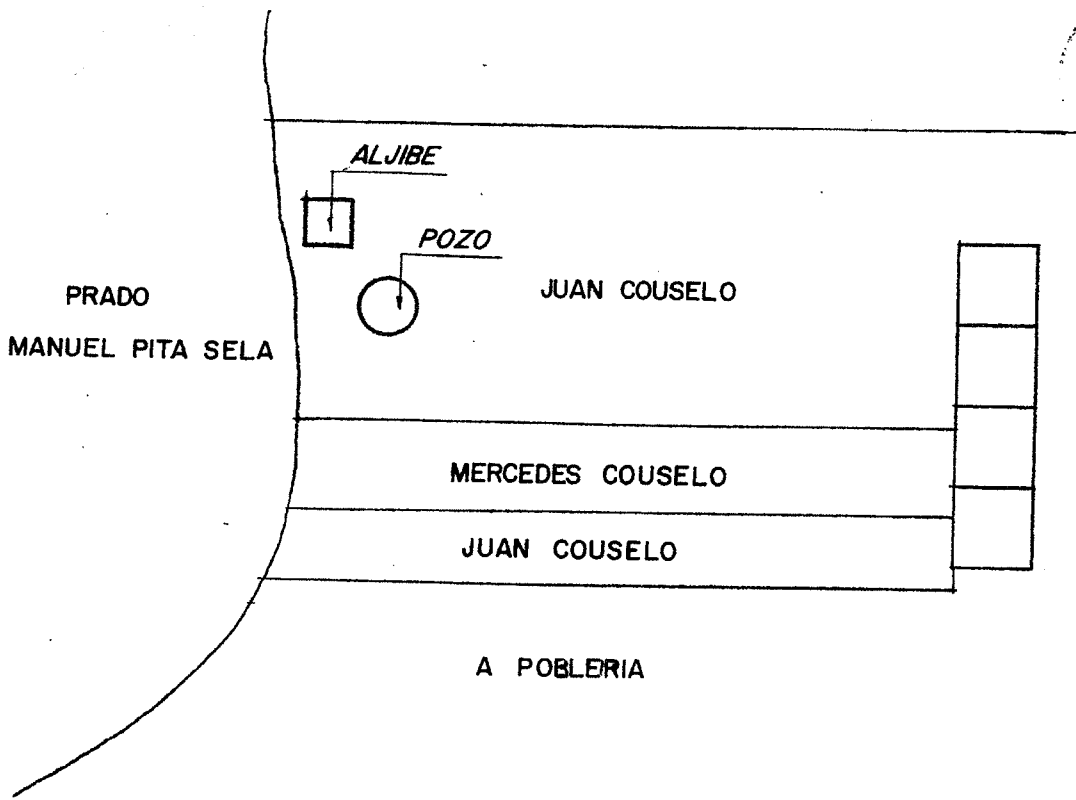 ALJIBE
POZO
JUAN COUSELO
PRADO
MANUEL PITA SELA
MERCEDES COUSELO
JUAN COUSELO
A POBLERIA